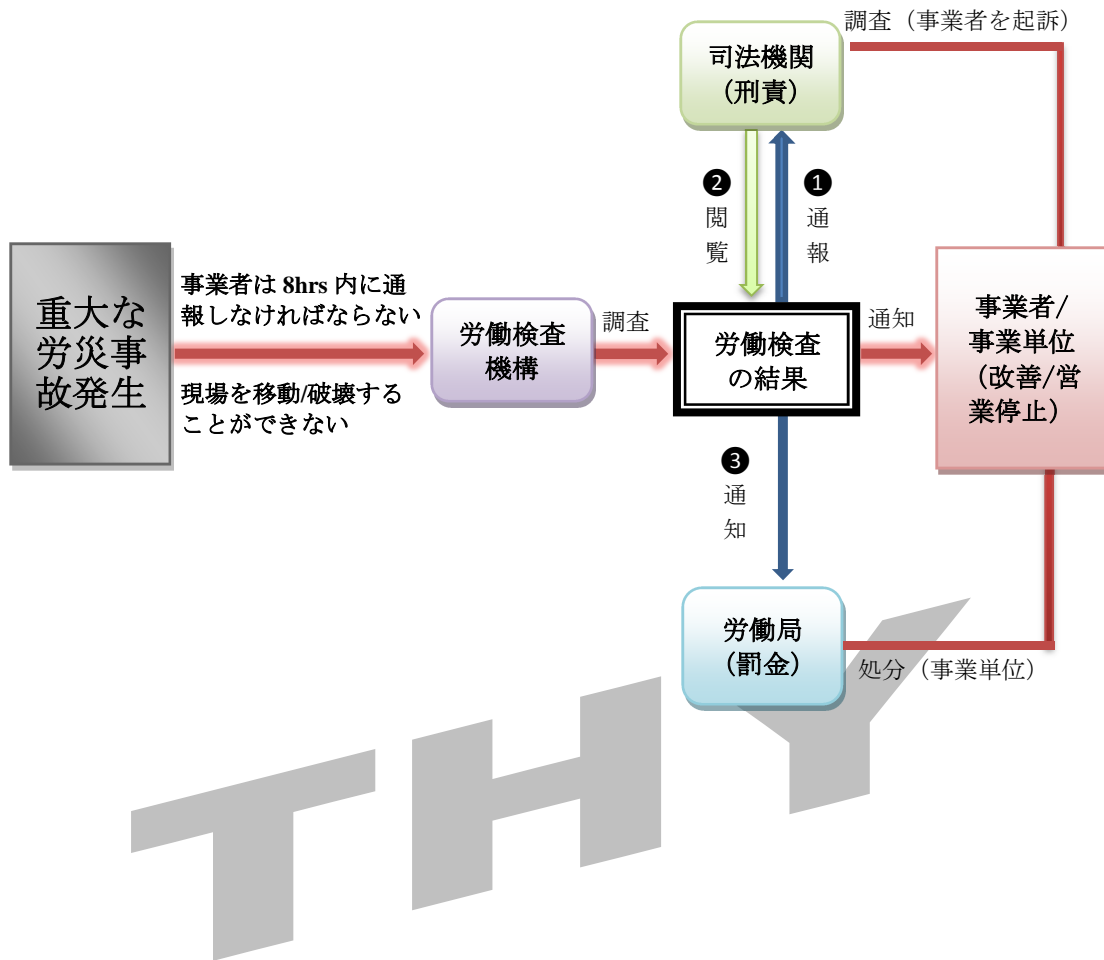 調査（事業者を起訴）
司法機関
（刑責）
❷
閲
覧
❶
通
報
重大な
労災事
故発生
事業者は 8hrs 内に通
報しなければならない
現場を移動/破壊する
ことができない
労働検査
機構
調査
労働検査
の結果
通知
事業者/
事業単位
（改善/営
業停止）
❸
通
知
労働局
（罰金）
処分（事業単位）
THY